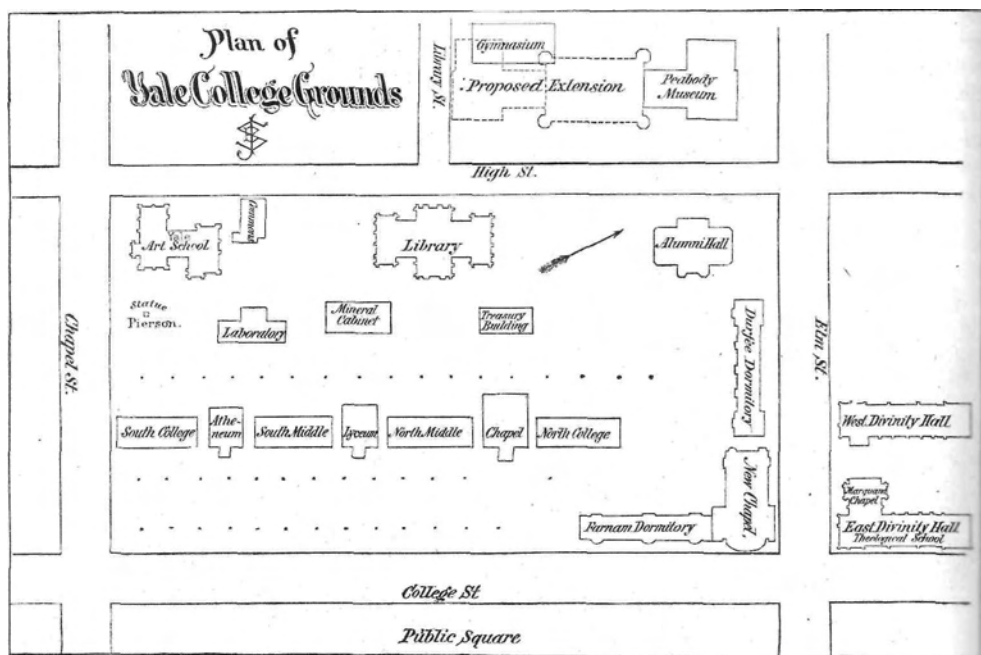 Plan of
Yale College Grounds
Library St.
Gymnasium
Proposed Extension
Peabody
Museum
High St.
Art School
Library
Alumni Hall
Statue
Pierson.
Laboratory
Mineral
Cabinet
Treasury
Building
Durfee Dormitory
Chapel St.
Elm St.
South College
Athe-
neum
South Middle
Lyceum
North Middle
Chapel
North College
West Divinity Hall
New Chapel.
Marquand
Chapel
Farnam Dormitory
East Divinity Hall
Theological School
College St
Public Square